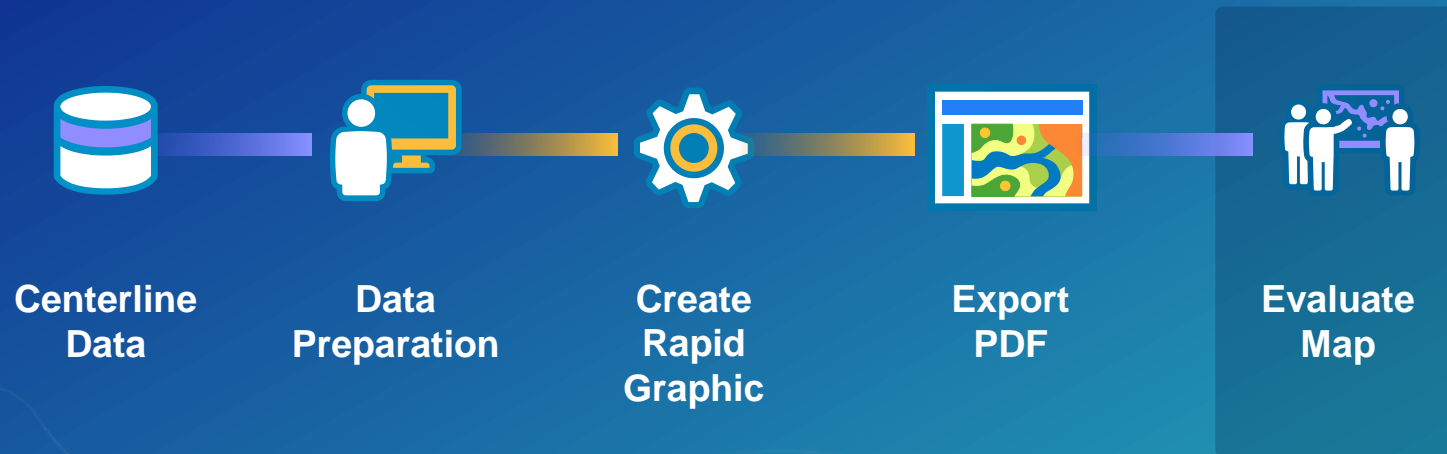 Centerline
Data
Data
Preparation
Create
Rapid
Graphic
Export
PDF
Evaluate
Map